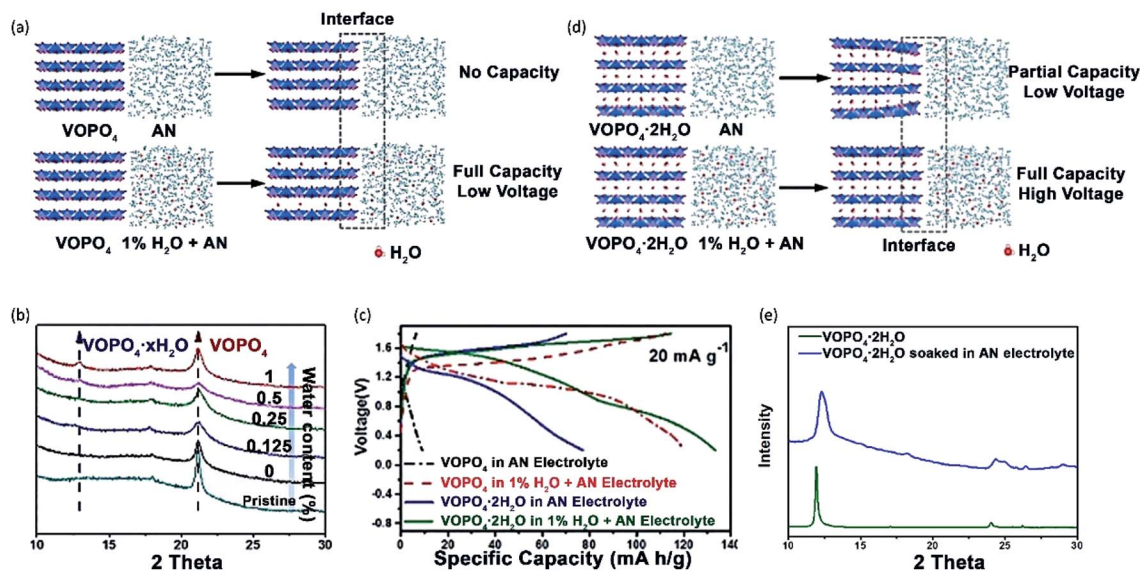 (a)
Interface
VOPO₄ AN
No Capacity
VOPO₄ 1% H₂O + AN
Full Capacity
Low Voltage
H₂O
(d)
VOPO₄·2H₂O AN
Partial Capacity
Low Voltage
VOPO₄·2H₂O 1% H₂O + AN
Full Capacity
High Voltage
Interface
H₂O
(b)
VOPO₄·xH₂O VOPO₄
1
0.5
0.25
0.125
0
Pristine
Water content (%)
10 15 20 25 30
2 Theta
(c)
20 mA g⁻¹
Voltage(V)
1.6
1.2
0.8
0.4
0.0
-0.4
-0.8
VOPO₄ in AN Electrolyte
VOPO₄ in 1% H₂O + AN Electrolyte
VOPO₄·2H₂O in AN Electrolyte
VOPO₄·2H₂O in 1% H₂O + AN Electrolyte
0 20 40 60 80 100 120 140
Specific Capacity (mA h/g)
(e)
VOPO₄·2H₂O
VOPO₄·2H₂O soaked in AN electrolyte
Intensity
10 15 20 25 30
2 Theta